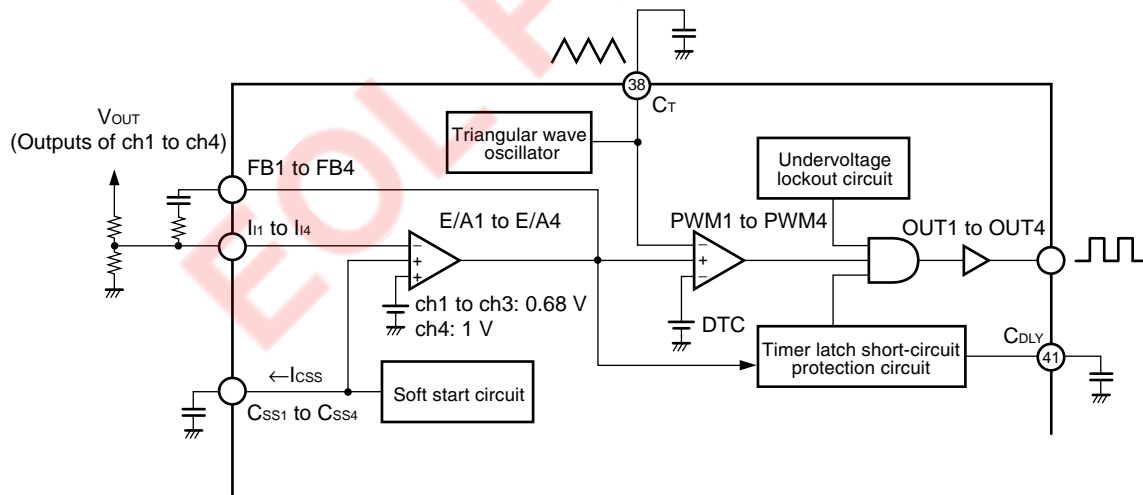 EOL P
38
CT
VOUT
(Outputs of ch1 to ch4)
Triangular wave
oscillator
Undervoltage
lockout circuit
FB1 to FB4
II1 to II4
E/A1 to E/A4
PWM1 to PWM4
OUT1 to OUT4
ch1 to ch3: 0.68 V
ch4: 1 V
DTC
CDLY
Timer latch short-circuit
protection circuit
41
←ICSS
Soft start circuit
CSS1 to CSS4